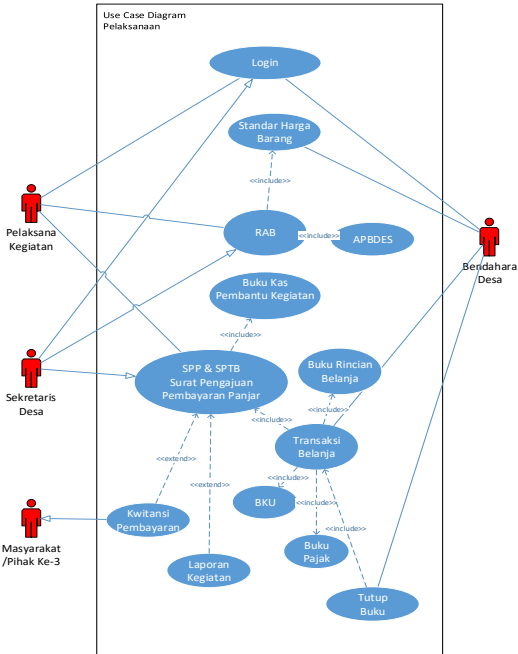 Use Case Diagram
Pelaksanaan
Login
Standar Harga
Barang
<<include>>
Pelaksana
Kegiatan
RAB
<<include>>
APBDES
Bendahara
Desa
Buku Kas
Pembantu Kegiatan
<<include>>
SPP & SPTB
Surat Pengajuan
Pembayaran Panjar
Buku Rincian
Belanja
Sekretaris
Desa
<<include>>
<<include>>
Transaksi
Belanja
<<extend>>
<<extend>>
<<include>>
BKU
<<include>>
Kwitansi
Pembayaran
<<include>>
Masyarakat
/Pihak Ke-3
Buku
Pajak
Laporan
Kegiatan
Tutup
Buku